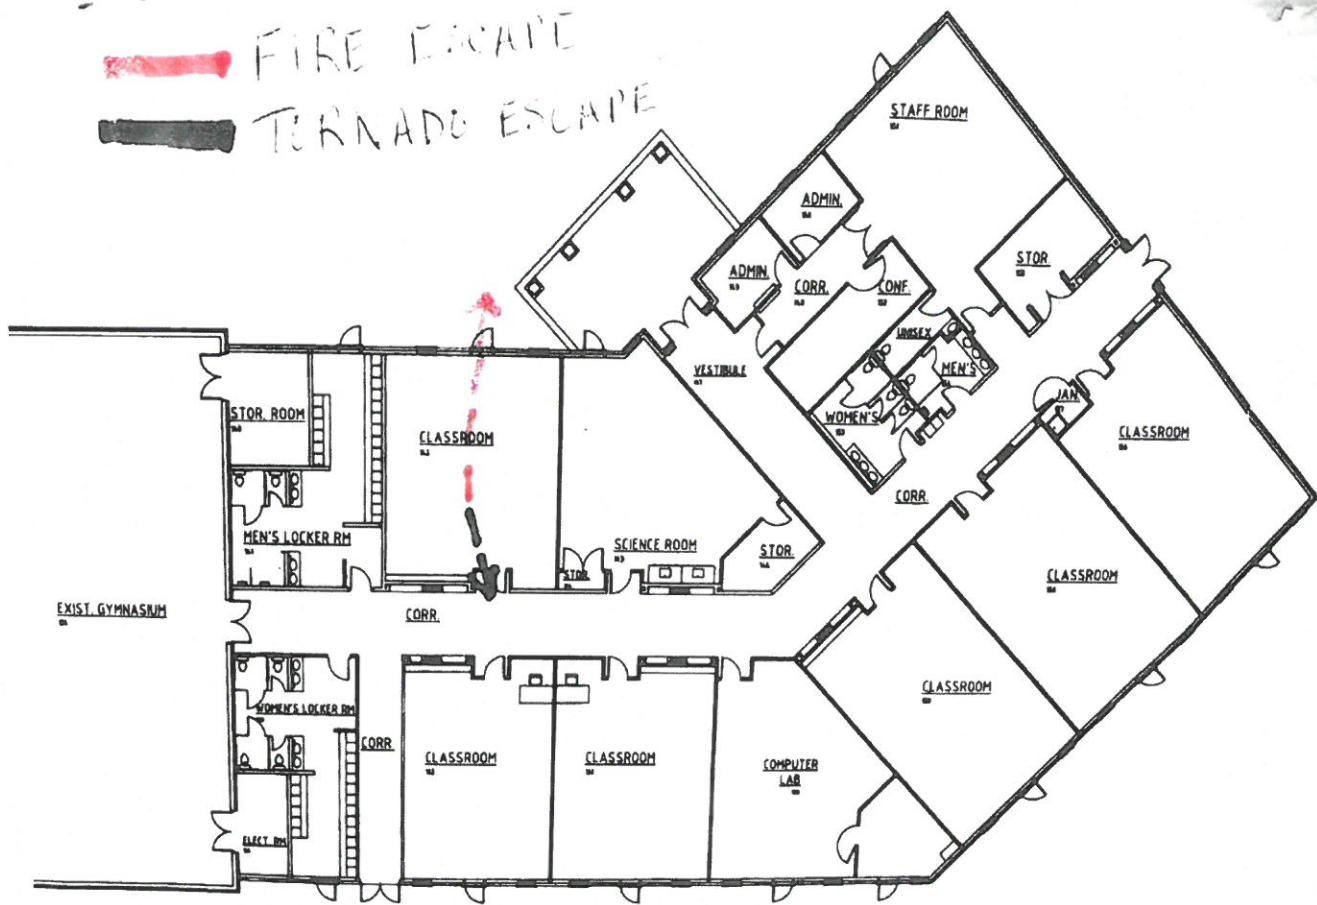 FIRE ESCAPE
TORNADO ESCAPE
STAFF ROOM
ADMIN.
ADMIN.
CORR.
CONF.
STOR.
UNISEX
MEN'S
WOMEN'S
JAN.
VESTIBULE
CLASSROOM
CORR.
STOR. ROOM
CLASSROOM
MEN'S LOCKER RM
SCIENCE ROOM
STOR.
STOR.
CLASSROOM
EXIST. GYMNASIUM
CORR.
CLASSROOM
WOMEN'S LOCKER RM
CORR.
CLASSROOM
CLASSROOM
COMPUTER
LAB
ELECT. RM